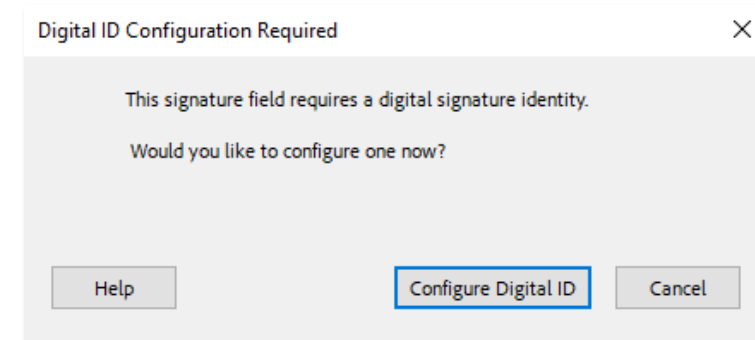 Digital ID Configuration Required
This signature field requires a digital signature identity.
Would you like to configure one now?
Help
Configure Digital ID
Cancel